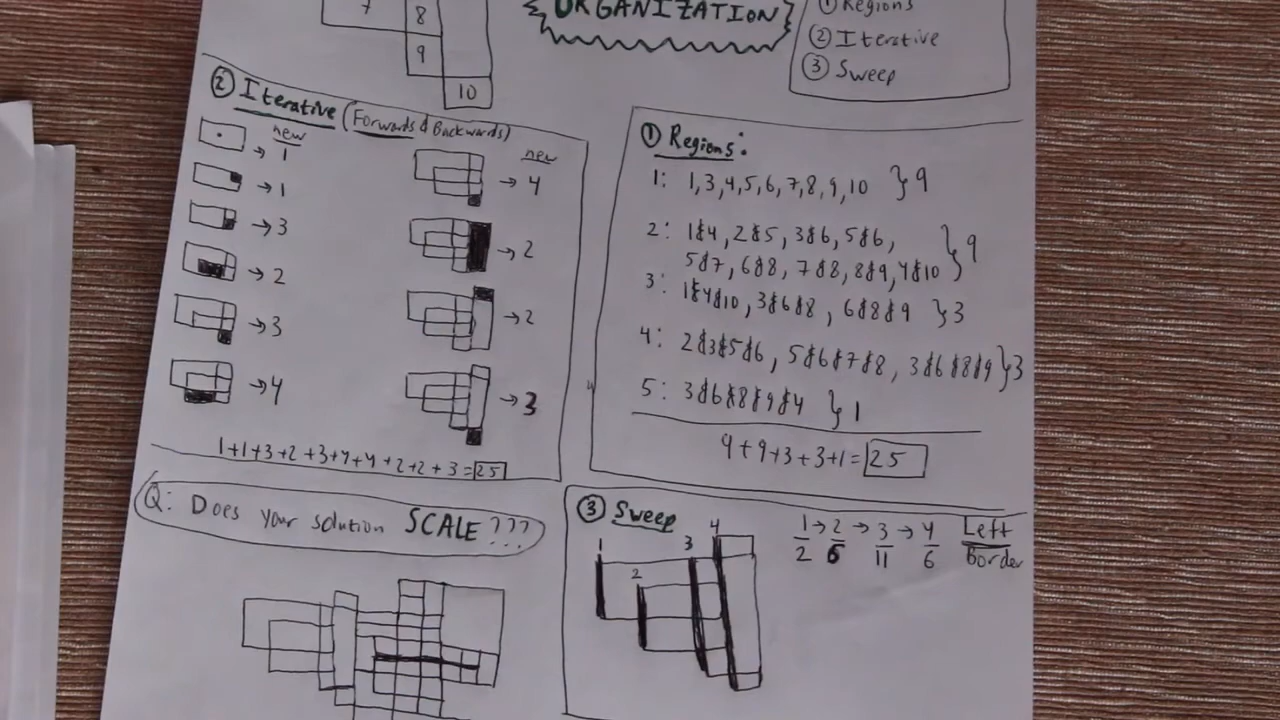 7
8
9
10
ORGANIZATION
① Regions
② Iterative
③ Sweep
② Iterative (Forwards & Backwards)
new
→ 1
→ 1
→ 3
→ 2
→ 3
→ 4
new
→ 4
→ 2
→ 2
→ 3
1+1+3+2+3+4+4+2+2+3=25
① Regions:
1: 1,3,4,5,6,7,8,9,10 } 9
2: 1&4, 2&5, 3&6, 5&6,
5&7, 6&8, 7&8, 8&9, 4&10 } 9
3: 1&4&10, 3&6&8, 6&8&9 } 3
4: 2&3&5&6, 5&6&7&8, 3&6&8&9 } 3
5: 3&6&8&9&4 } 1
9+9+3+3+1=25
Q: Does your solution SCALE???
③ Sweep
1
2
3
4
1/2 → 2/6 → 3/11 → 4/6
Left
Border